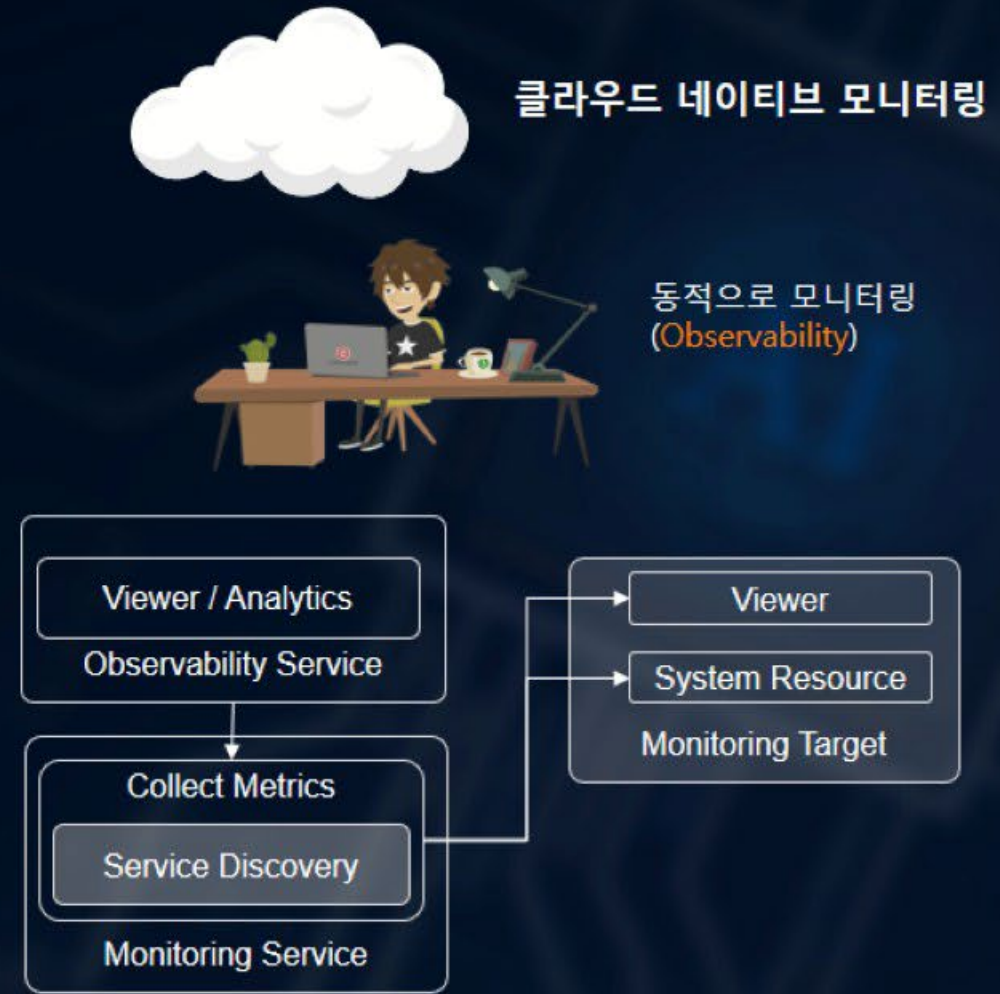 클라우드 네이티브 모니터링
동적으로 모니터링
(Observability)
Viewer / Analytics
Observability Service
Collect Metrics
Service Discovery
Monitoring Service
Viewer
System Resource
Monitoring Target